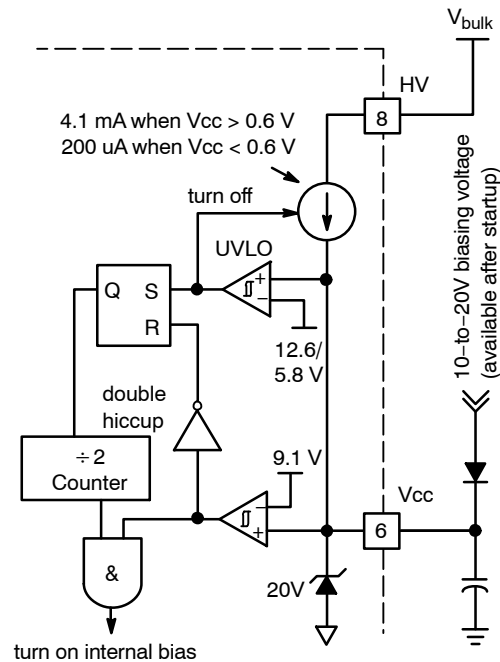 Vbulk
HV
8
4.1 mA when Vcc > 0.6 V
200 uA when Vcc < 0.6 V
turn off
UVLO
10−to−20V biasing voltage
(available after startup)
Q
S
R
+
−
12.6/
5.8 V
double
hiccup
÷ 2
Counter
9.1 V
−
+
Vcc
6
&
20V
turn on internal bias